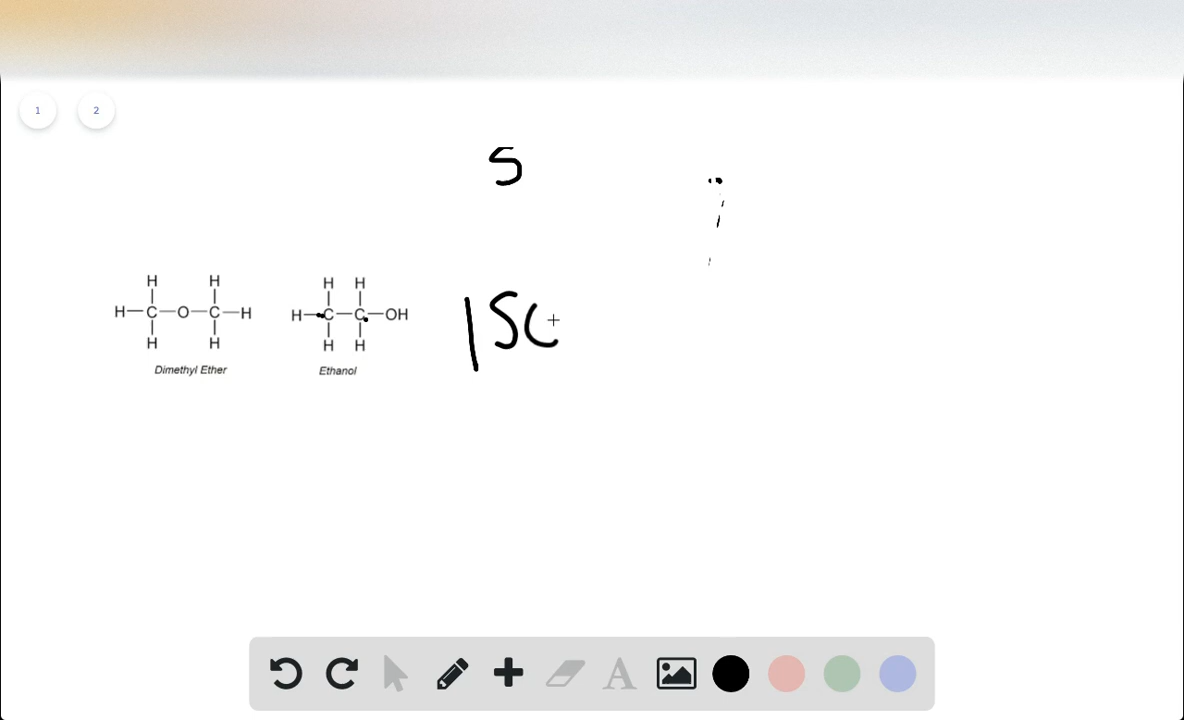 1 2
S
H H
H—C—O—C—H
H H
Dimethyl Ether
H H
H—C—C—OH
H H
Ethanol
ISC
A